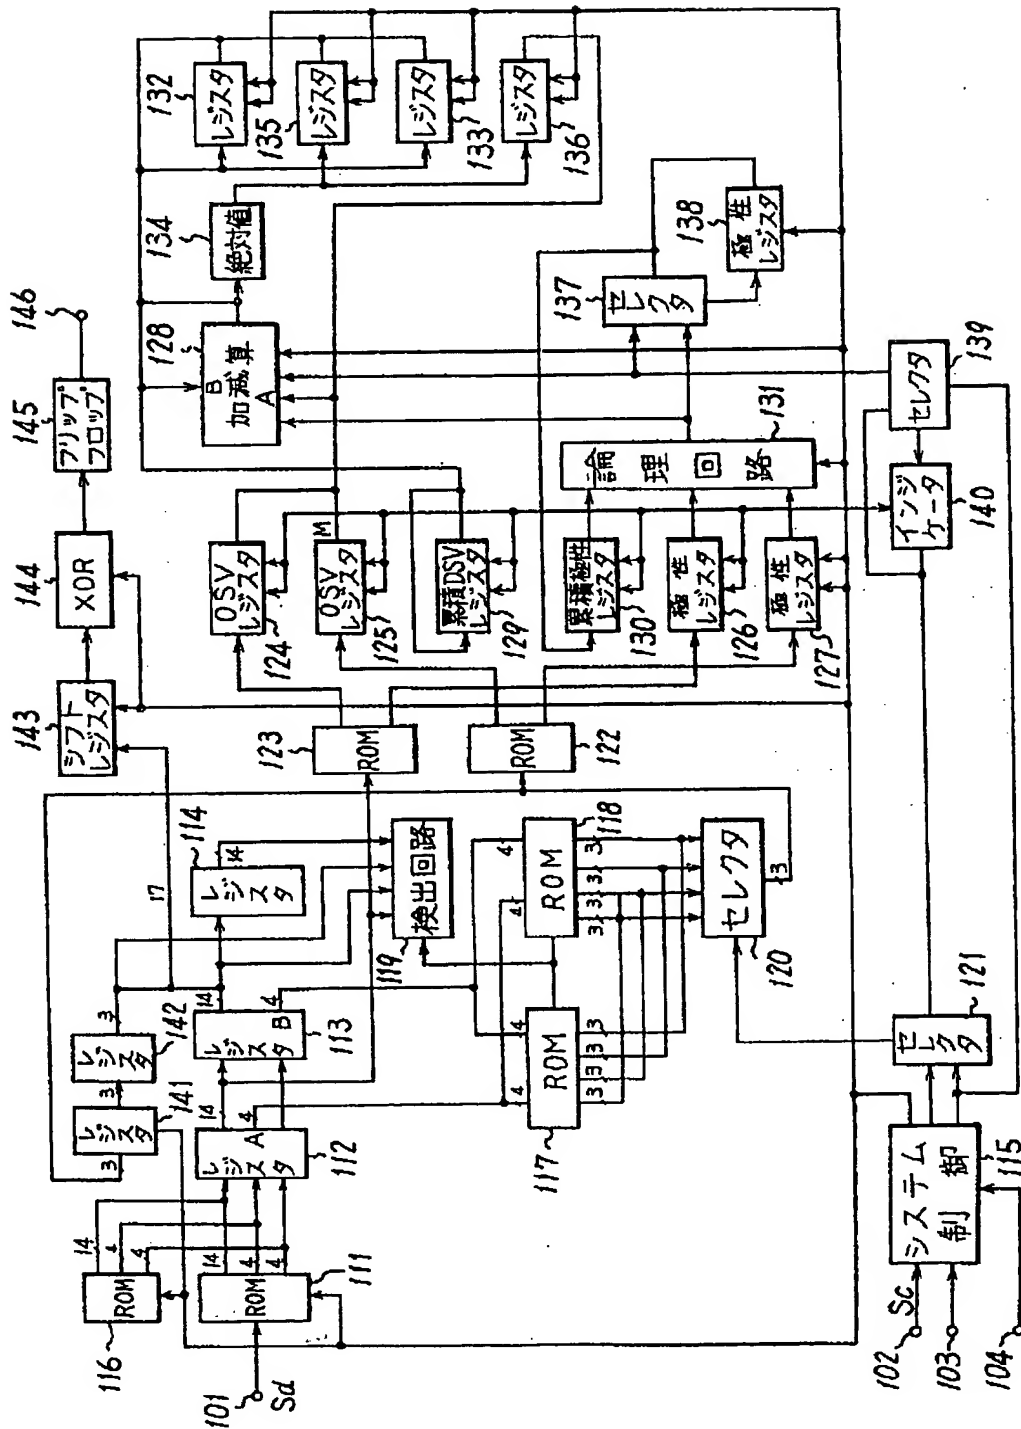 146
145
フリップ
フロップ
144
XOR
143
シフト
レジスタ
17
132
レジスタ
135
レジスタ
133
レジスタ
136
レジスタ
134
絶対値
128
加減算
B
A
137
セレクタ
138
極性
レジスタ
139
セレクタ
140
インジ
ケータ
131
論理回路
124
DSV
レジスタ
M
125
DSV
レジスタ
129
累積DSV
レジスタ
130
累積極性
レジスタ
126
極性
レジスタ
127
極性
レジスタ
123
ROM
122
ROM
114
レジスタ
14
119
検出回路
118
ROM
4
4
3
3
3
3
120
セレクタ
3
117
ROM
4
4
3
3
3
3
121
セレクタ
142
レジスタ
3
141
レジスタ
3
3
113
レジスタ
B
14
4
112
レジスタ
A
14
4
116
ROM
14
4
4
111
ROM
14
4
4
101
Sd
102
Sc
103
104
115
システム
制御